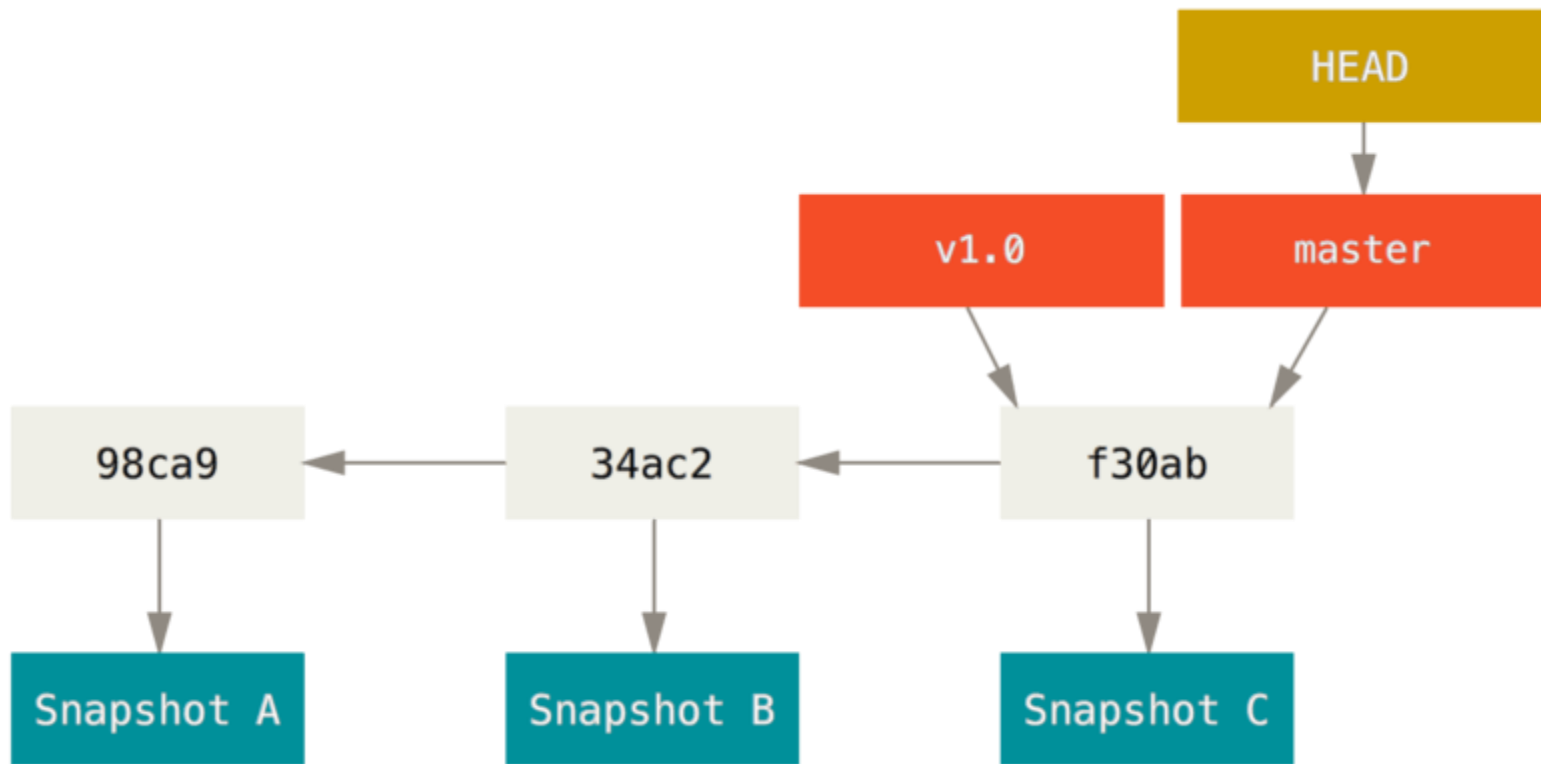 HEAD
v1.0
master
98ca9
34ac2
f30ab
Snapshot A
Snapshot B
Snapshot C